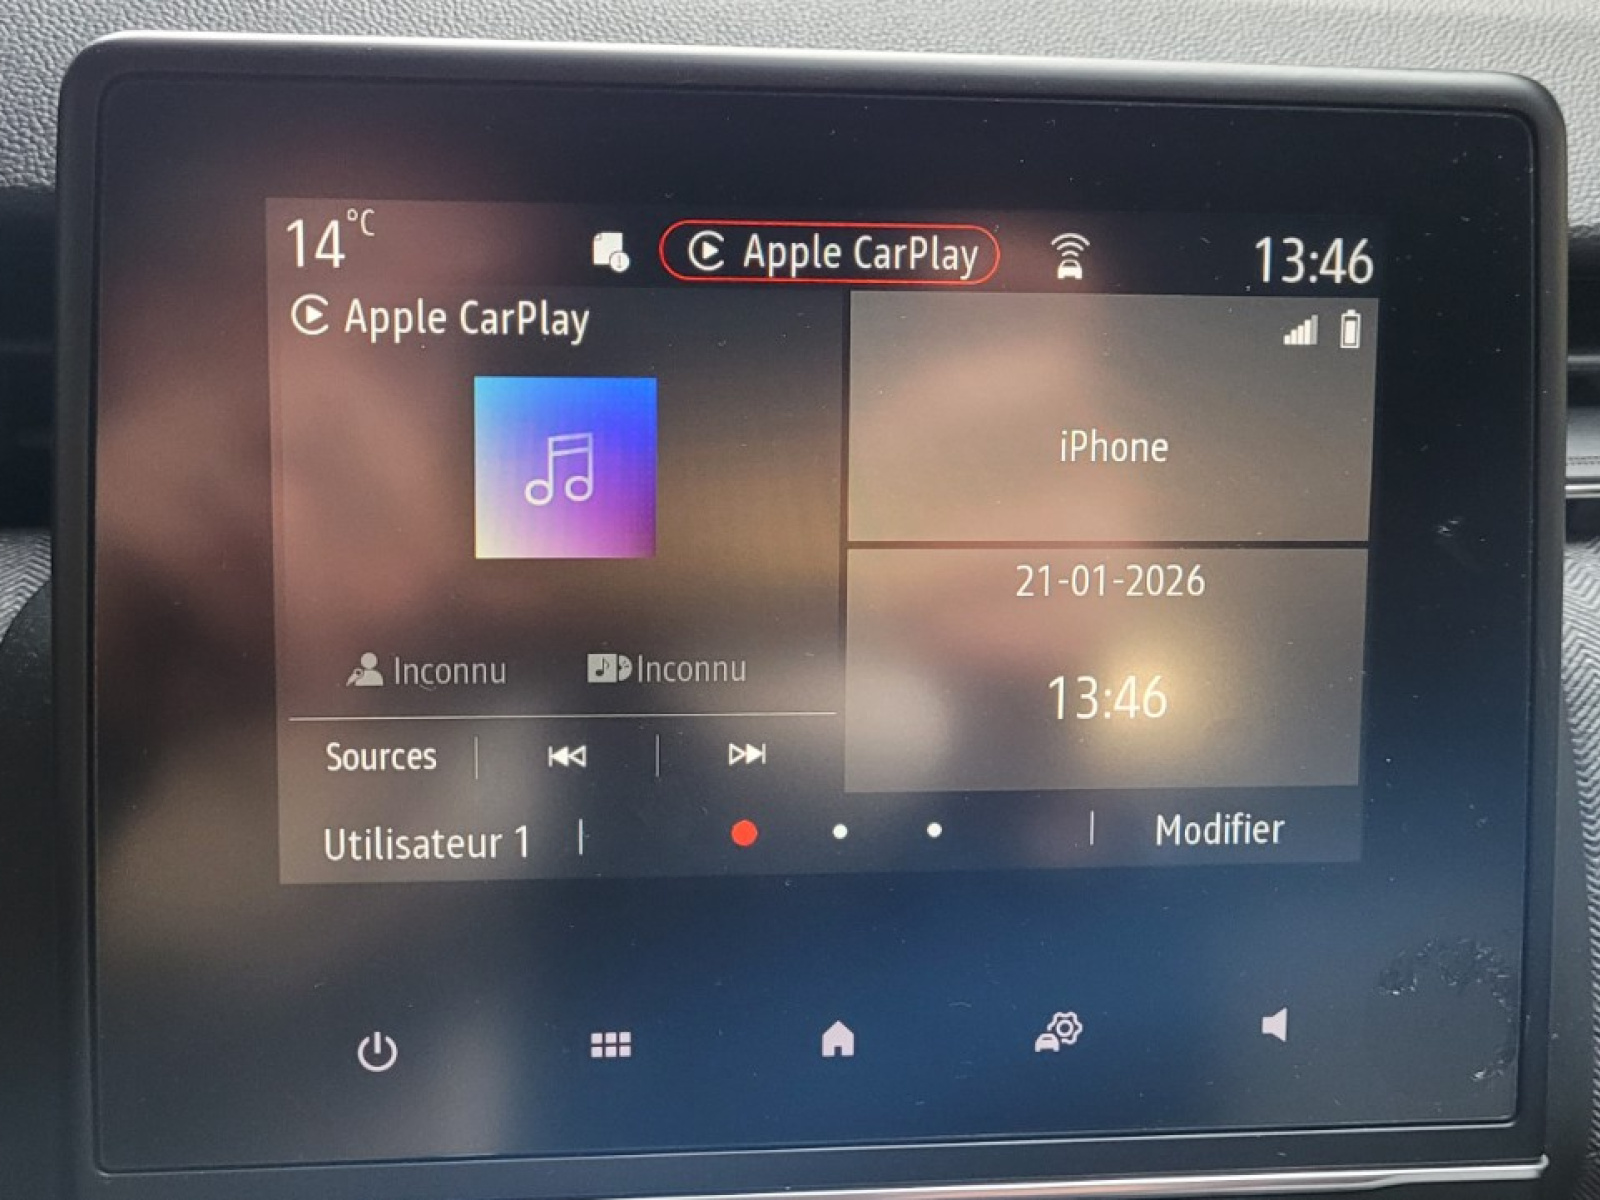 14°C
Apple CarPlay
13:46
Apple CarPlay
iPhone
21-01-2026
13:46
Inconnu
Inconnu
Sources
Utilisateur 1
Modifier